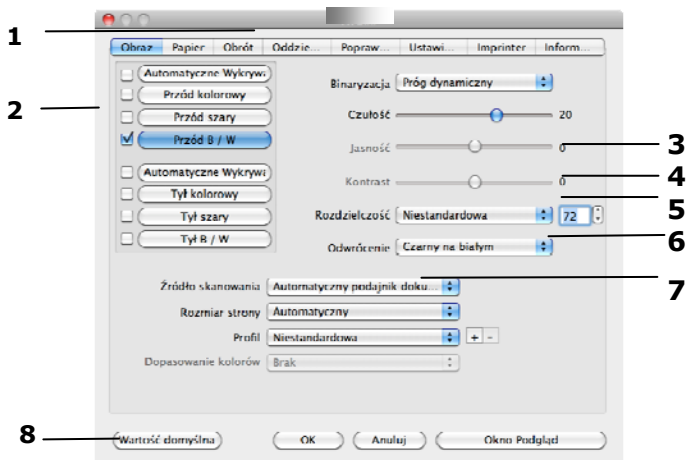 1
Obraz Papier Obrót Oddzie... Popraw... Ustawi... Imprinter Inform...
2
Automatyczne Wykrywa
Przód kolorowy
Przód szary
Przód B / W
Automatyczne Wykrywa
Tył kolorowy
Tył szary
Tył B / W
Binaryzacja Próg dynamiczny
Czułość 20
Jasność 0 3
Kontrast 0 4
5
Rozdzielczość Niestandardowa 72
6
Odwrócenie Czarny na białym
7
Źródło skanowania Automatyczny podajnik doku...
Rozmiar strony Automatyczny
Profil Niestandardowa + -
Dopasowanie kolorów Brak
8 Wartość domyślna OK Anuluj Okno Podgląd